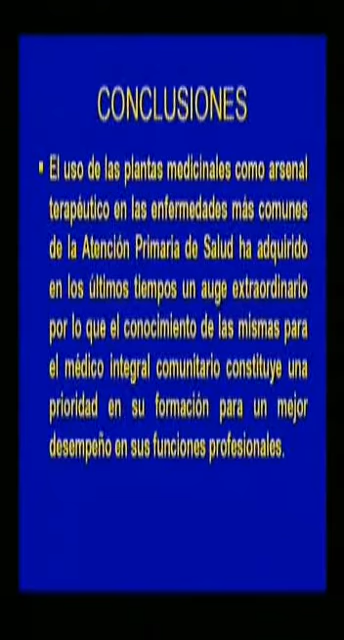 CONCLUSIONES
▪ El uso de las plantas medicinales como arsenal
terapéutico en las enfermedades más comunes
de la Atención Primaria de Salud ha adquirido
en los últimos tiempos un auge extraordinario
por lo que el conocimiento de las mismas para
el médico integral comunitario constituye una
prioridad en su formación para un mejor
desempeño en sus funciones profesionales.